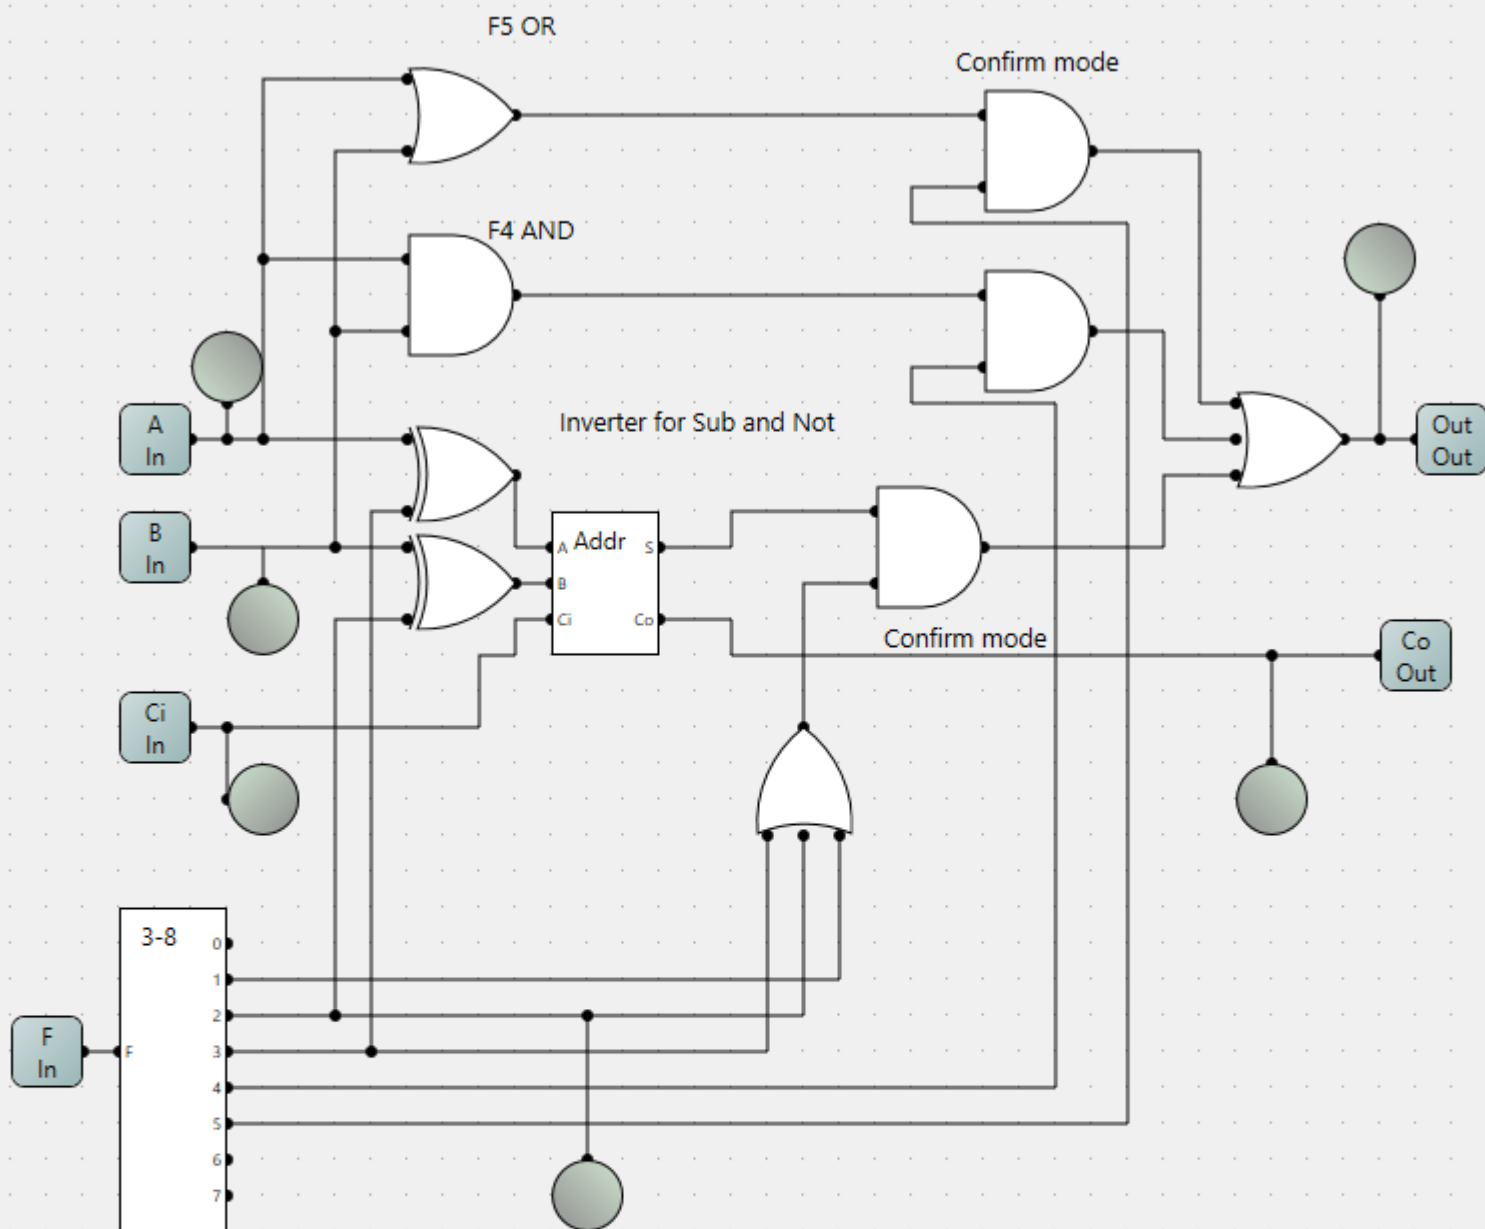 F5 OR
Confirm mode
F4 AND
Inverter for Sub and Not
A
In
B
In
Ci
In
Addr
A
B
Ci
S
Co
Confirm mode
Out
Out
Co
Out
3-8
F
In
F
0
1
2
3
4
5
6
7